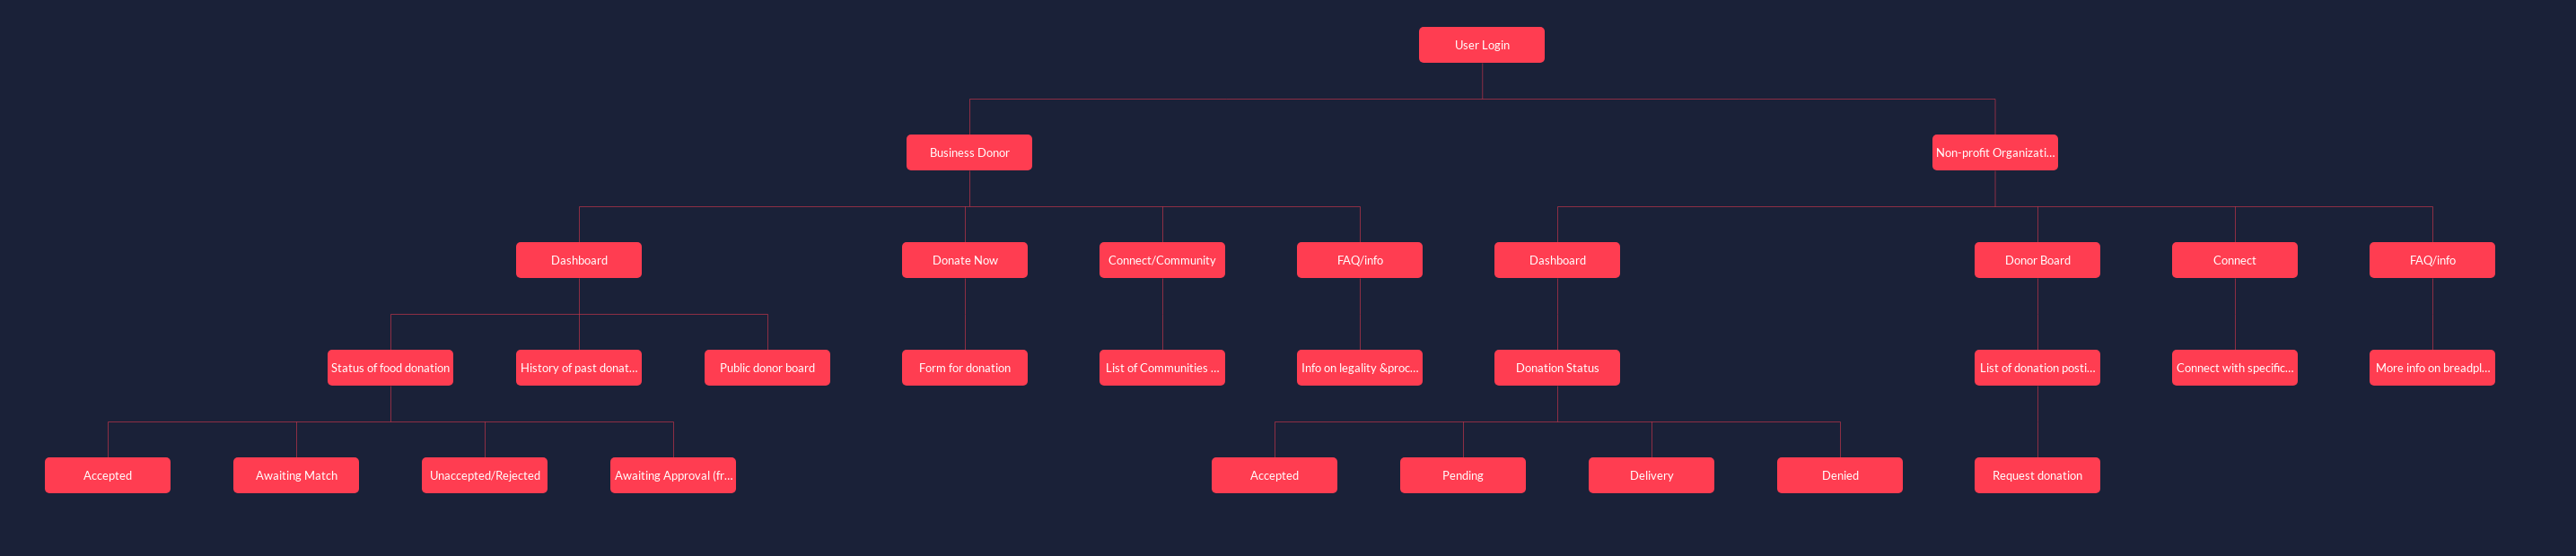 User Login
Business Donor
Non-profit Organizati...
Dashboard
Donate Now
Connect/Community
FAQ/info
Dashboard
Donor Board
Connect
FAQ/info
Status of food donation
History of past donat...
Public donor board
Form for donation
List of Communities ...
Info on legality &proc...
Donation Status
List of donation posti...
Connect with specific...
More info on breadpl...
Accepted
Awaiting Match
Unaccepted/Rejected
Awaiting Approval (fr...
Accepted
Pending
Delivery
Denied
Request donation